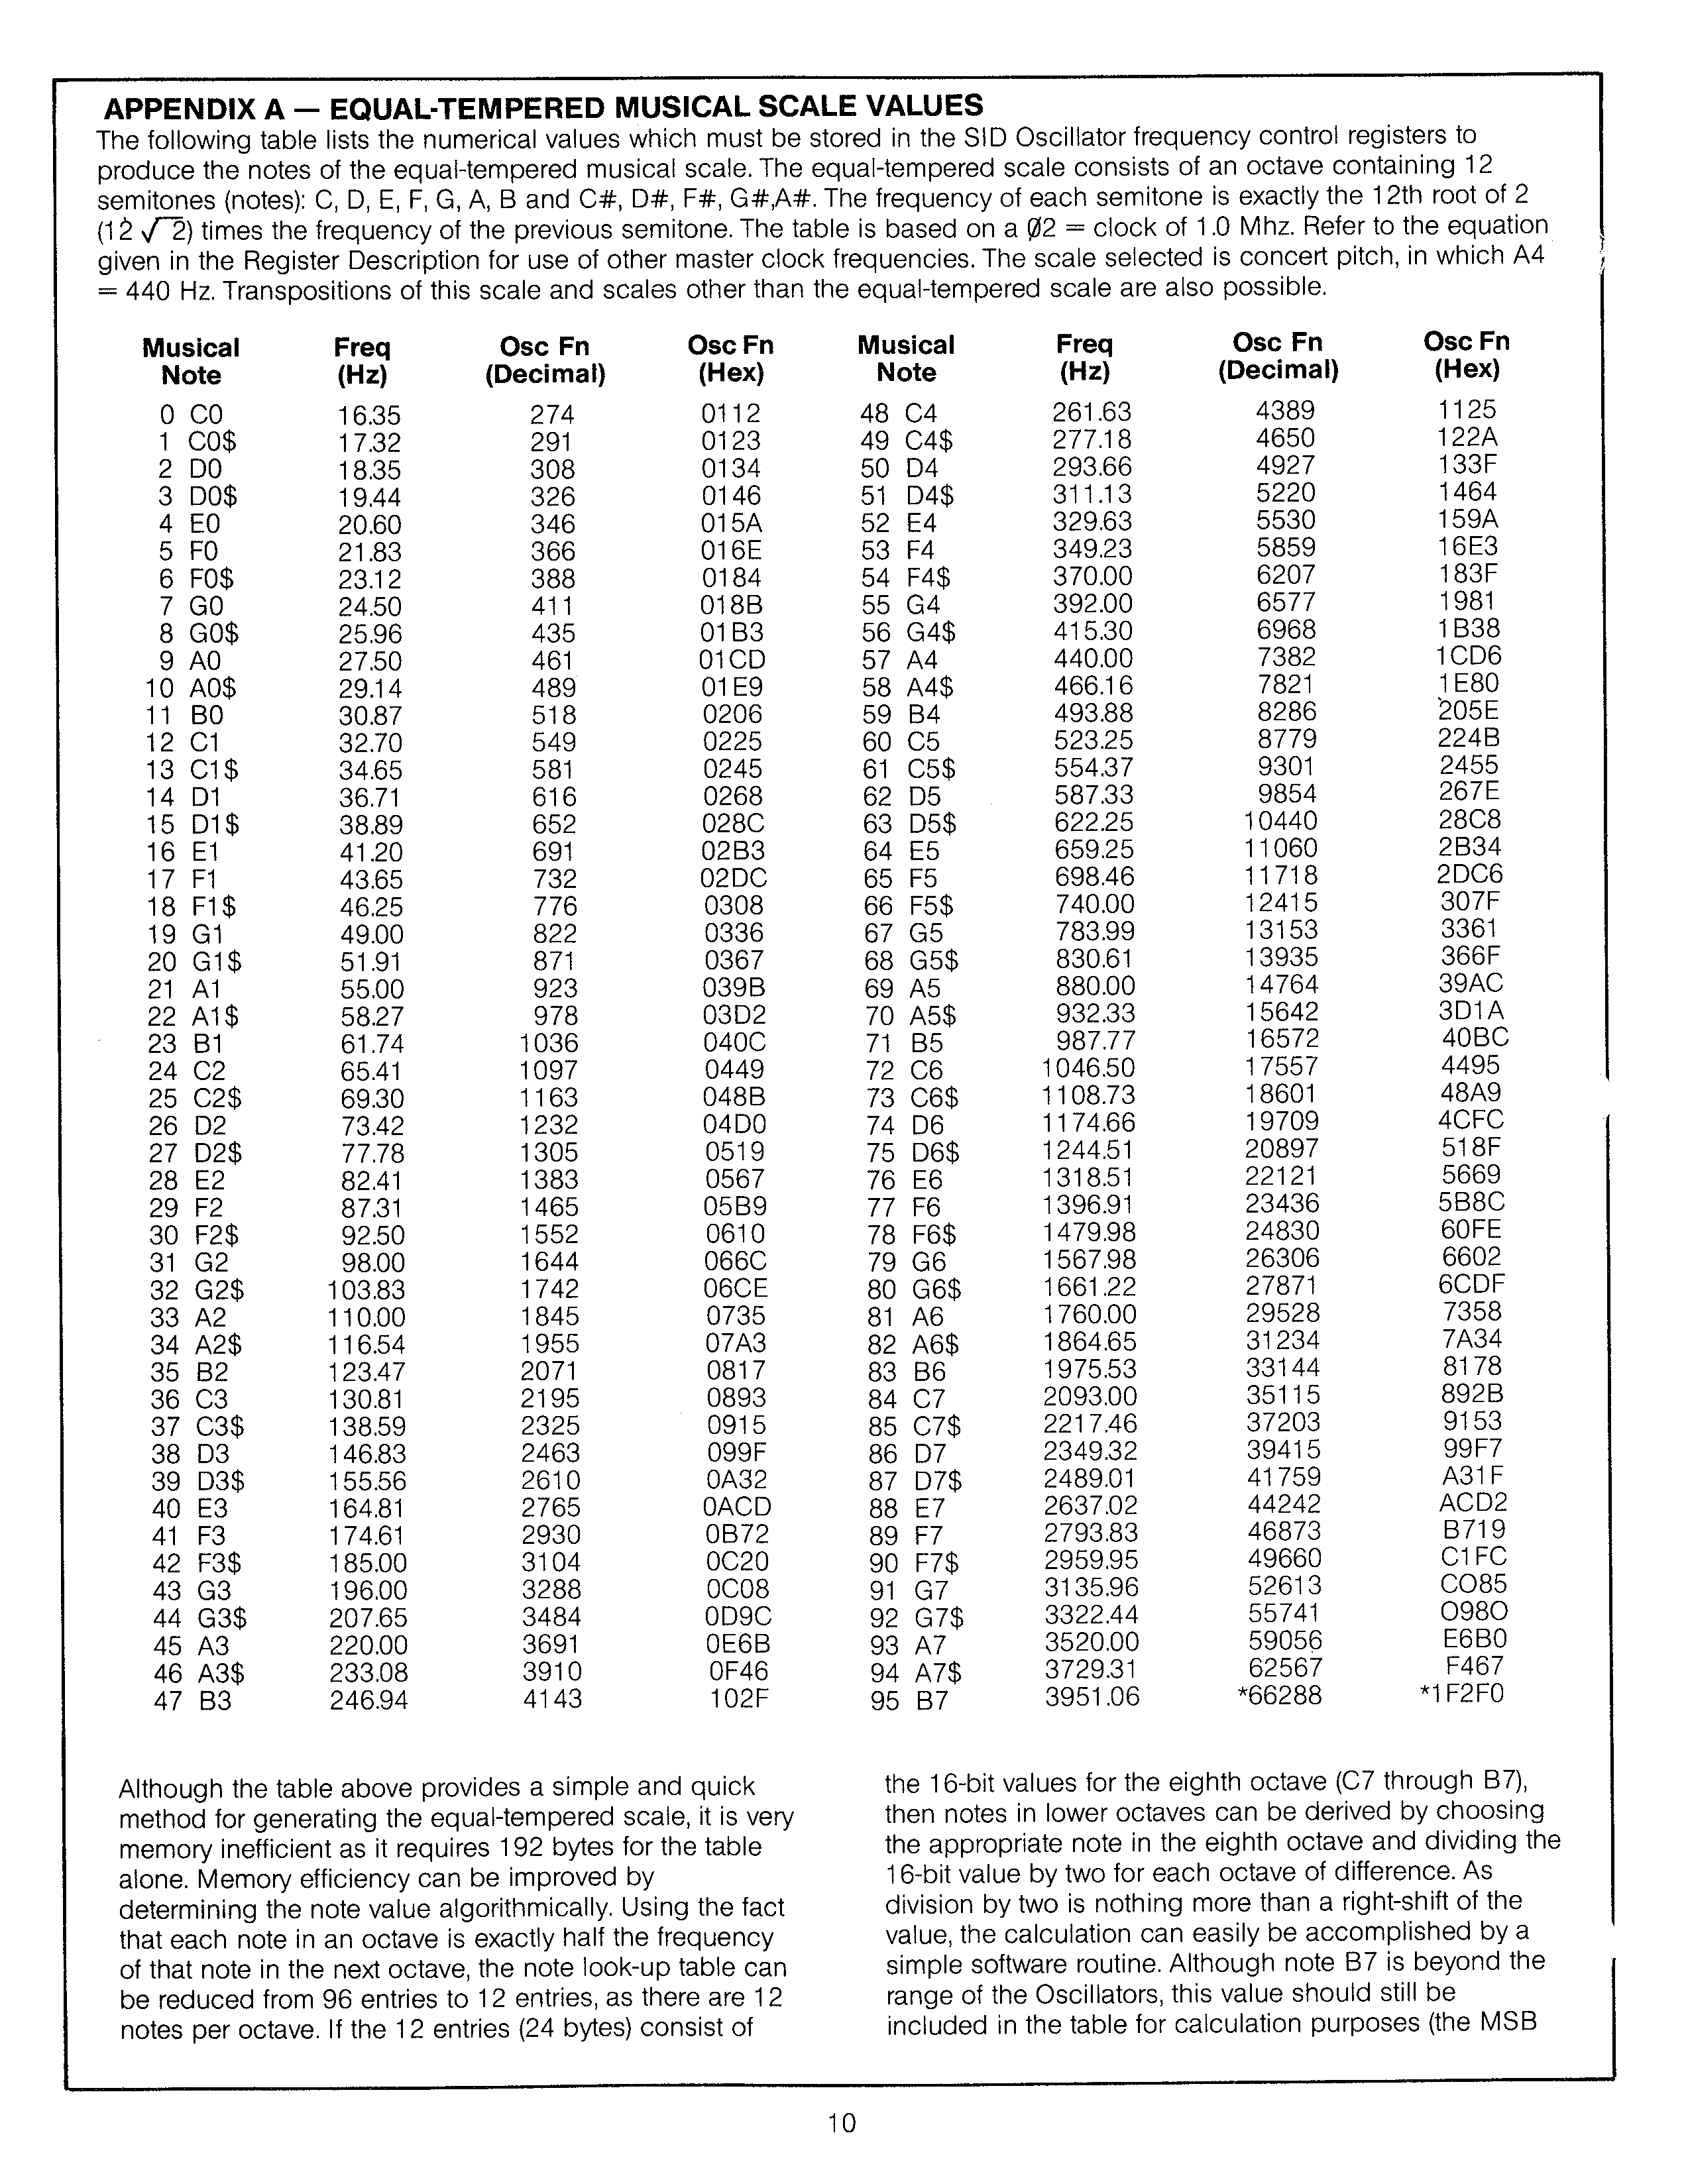 APPENDIX A — EQUAL-TEMPERED MUSICAL SCALE VALUES
The following table lists the numerical values which must be stored in the SID Oscillator frequency control registers to
produce the notes of the equal-tempered musical scale. The equal-tempered scale consists of an octave containing 12
semitones (notes): C, D, E, F, G, A, B and C#, D#, F#, G#,A#. The frequency of each semitone is exactly the 12th root of 2
(12 √2) times the frequency of the previous semitone. The table is based on a Ø2 = clock of 1.0 Mhz. Refer to the equation
given in the Register Description for use of other master clock frequencies. The scale selected is concert pitch, in which A4
= 440 Hz. Transpositions of this scale and scales other than the equal-tempered scale are also possible.
Musical Freq Osc Fn Osc Fn Musical Freq Osc Fn Osc Fn
Note (Hz) (Decimal) (Hex) Note (Hz) (Decimal) (Hex)
0 C0 16.35 274 0112 48 C4 261.63 4389 1125
1 C0$ 17.32 291 0123 49 C4$ 277.18 4650 122A
2 D0 18.35 308 0134 50 D4 293.66 4927 133F
3 D0$ 19.44 326 0146 51 D4$ 311.13 5220 1464
4 E0 20.60 346 015A 52 E4 329.63 5530 159A
5 F0 21.83 366 016E 53 F4 349.23 5859 16E3
6 F0$ 23.12 388 0184 54 F4$ 370.00 6207 183F
7 G0 24.50 411 018B 55 G4 392.00 6577 1981
8 G0$ 25.96 435 01B3 56 G4$ 415.30 6968 1B38
9 A0 27.50 461 01CD 57 A4 440.00 7382 1CD6
10 A0$ 29.14 489 01E9 58 A4$ 466.16 7821 1E80
11 B0 30.87 518 0206 59 B4 493.88 8286 205E
12 C1 32.70 549 0225 60 C5 523.25 8779 224B
13 C1$ 34.65 581 0245 61 C5$ 554.37 9301 2455
14 D1 36.71 616 0268 62 D5 587.33 9854 267E
15 D1$ 38.89 652 028C 63 D5$ 622.25 10440 28C8
16 E1 41.20 691 02B3 64 E5 659.25 11060 2B34
17 F1 43.65 732 02DC 65 F5 698.46 11718 2DC6
18 F1$ 46.25 776 0308 66 F5$ 740.00 12415 307F
19 G1 49.00 822 0336 67 G5 783.99 13153 3361
20 G1$ 51.91 871 0367 68 G5$ 830.61 13935 366F
21 A1 55.00 923 039B 69 A5 880.00 14764 39AC
22 A1$ 58.27 978 03D2 70 A5$ 932.33 15642 3D1A
23 B1 61.74 1036 040C 71 B5 987.77 16572 40BC
24 C2 65.41 1097 0449 72 C6 1046.50 17557 4495
25 C2$ 69.30 1163 048B 73 C6$ 1108.73 18601 48A9
26 D2 73.42 1232 04D0 74 D6 1174.66 19709 4CFC
27 D2$ 77.78 1305 0519 75 D6$ 1244.51 20897 518F
28 E2 82.41 1383 0567 76 E6 1318.51 22121 5669
29 F2 87.31 1465 05B9 77 F6 1396.91 23436 5B8C
30 F2$ 92.50 1552 0610 78 F6$ 1479.98 24830 60FE
31 G2 98.00 1644 066C 79 G6 1567.98 26306 6602
32 G2$ 103.83 1742 06CE 80 G6$ 1661.22 27871 6CDF
33 A2 110.00 1845 0735 81 A6 1760.00 29528 7358
34 A2$ 116.54 1955 07A3 82 A6$ 1864.65 31234 7A34
35 B2 123.47 2071 0817 83 B6 1975.53 33144 8178
36 C3 130.81 2195 0893 84 C7 2093.00 35115 892B
37 C3$ 138.59 2325 0915 85 C7$ 2217.46 37203 9153
38 D3 146.83 2463 099F 86 D7 2349.32 39415 99F7
39 D3$ 155.56 2610 0A32 87 D7$ 2489.01 41759 A31F
40 E3 164.81 2765 0ACD 88 E7 2637.02 44242 ACD2
41 F3 174.61 2930 0B72 89 F7 2793.83 46873 B719
42 F3$ 185.00 3104 0C20 90 F7$ 2959.95 49660 C1FC
43 G3 196.00 3288 0C08 91 G7 3135.96 52613 CO85
44 G3$ 207.65 3484 0D9C 92 G7$ 3322.44 55741 O98O
45 A3 220.00 3691 0E6B 93 A7 3520.00 59056 E6B0
46 A3$ 233.08 3910 0F46 94 A7$ 3729.31 62567 F467
47 B3 246.94 4143 102F 95 B7 3951.06 *66288 *1F2F0
Although the table above provides a simple and quick
method for generating the equal-tempered scale, it is very
memory inefficient as it requires 192 bytes for the table
alone. Memory efficiency can be improved by
determining the note value algorithmically. Using the fact
that each note in an octave is exactly half the frequency
of that note in the next octave, the note look-up table can
be reduced from 96 entries to 12 entries, as there are 12
notes per octave. If the 12 entries (24 bytes) consist of
the 16-bit values for the eighth octave (C7 through B7),
then notes in lower octaves can be derived by choosing
the appropriate note in the eighth octave and dividing the
16-bit value by two for each octave of difference. As
division by two is nothing more than a right-shift of the
value, the calculation can easily be accomplished by a
simple software routine. Although note B7 is beyond the
range of the Oscillators, this value should still be
included in the table for calculation purposes (the MSB
10